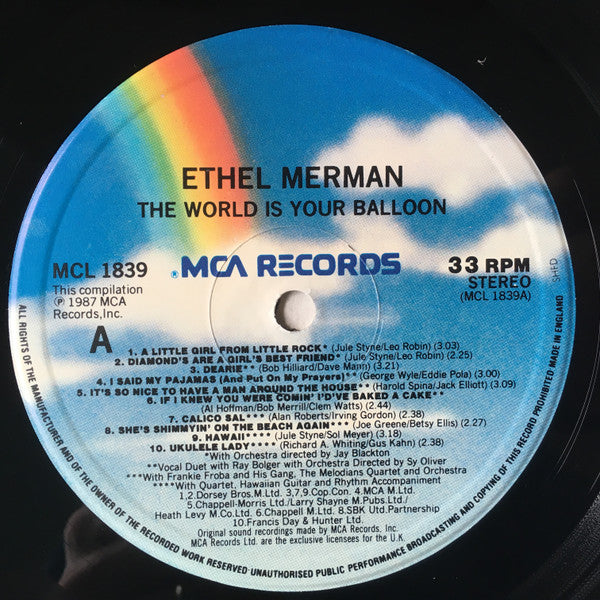 ETHEL MERMAN
THE WORLD IS YOUR BALLOON
MCL 1839
This compilation
℗ 1987 MCA
Records, Inc.
®MCA RECORDS
33 RPM
STEREO
(MCL 1839A)
SH-D
A
1. A LITTLE GIRL FROM LITTLE ROCK* (Jule Styne/Leo Robin) (3.03)
2. DIAMOND'S ARE A GIRL'S BEST FRIEND* (Jule Styne/Leo Robin) (2.25)
3. DEARIE** (Bob Hilliard/Dave Mann) (3.21)
4. I SAID MY PAJAMAS (And Put On My Prayers)** (George Wyle/Eddie Pola) (3.01)
5. IT'S SO NICE TO HAVE A MAN AROUND THE HOUSE** (Harold Spina/Jack Elliott) (3.09)
6. IF I KNEW YOU WERE COMIN' I'D'VE BAKED A CAKE**
(Al Hoffman/Bob Merrill/Clem Watts) (2.44)
7. CALICO SAL*** (Alan Roberts/Irving Gordon) (2.38)
8. SHE'S SHIMMYIN' ON THE BEACH AGAIN*** (Joe Greene/Betsy Ellis) (2.53)
9. HAWAII**** (Jule Styne/Sol Meyer) (3.18)
10. UKULELE LADY**** (Richard A. Whiting/Gus Kahn) (2.38)
*With Orchestra directed by Jay Blackton
**Vocal Duet with Ray Bolger with Orchestra Directed by Sy Oliver
***With Frankie Froba and His Gang, The Melodians Quartet and Orchestra
****With Quartet, Hawaiian Guitar and Rhythm Accompaniment
1,2.Dorsey Bros.M.Ltd. 3,7,9.Cop.Con. 4.MCA M.Ltd.
5.Chappell-Morris Ltd./Larry Shayne M.Pubs.Ltd./
Heath Levy M.Co.Ltd. 6.Chappell M.Ltd. 8.SBK Utd.Partnership
10.Francis Day & Hunter Ltd.
Original sound recordings made by MCA Records, Inc.
MCA Records Ltd. are the exclusive licensees for the U.K.
ALL RIGHTS OF THE MANUFACTURER AND OF THE OWNER OF THE RECORDED WORK RESERVED·UNAUTHORISED PUBLIC PERFORMANCE BROADCASTING AND COPYING OF THIS RECORD PROHIBITED MADE IN ENGLAND